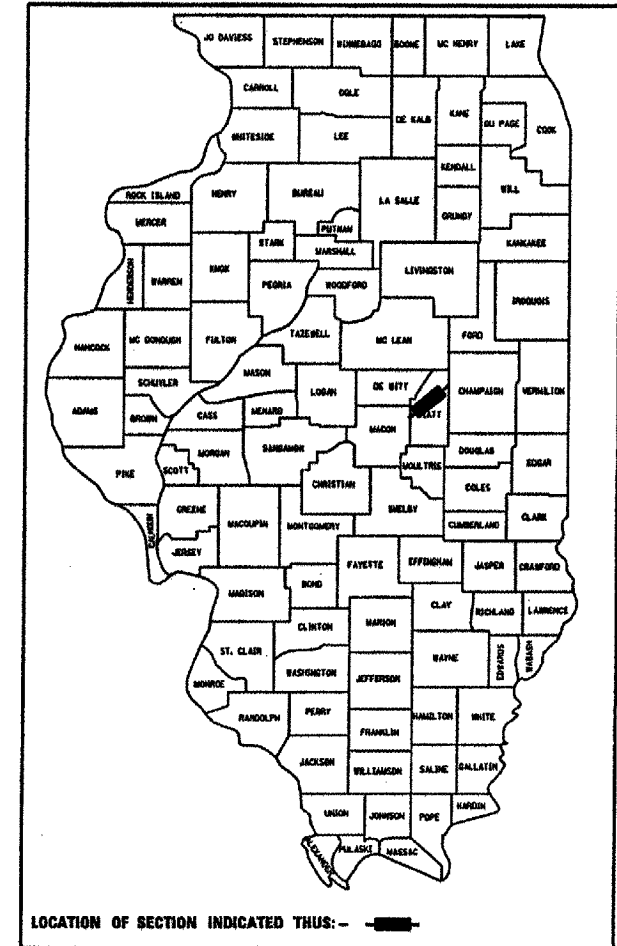 JO DAVIESS STEPHENSON WINNEBAGO BOONE MC HENRY LAKE
CARROLL OGLE
DE KALB KANE DU PAGE COOK
WHITESIDE LEE
KENDALL WILL
ROCK ISLAND HENRY BUREAU LA SALLE GRUNDY
MERCER PUTNAM
STARK MARSHALL KANKAKEE
HENDERSON WARREN KNOX PEORIA WOODFORD LIVINGSTON
IROQUOIS
HANCOCK MC DONOUGH FULTON TAZEWELL MC LEAN FORD
MASON
SCHUYLER LOGAN DE WITT CHAMPAIGN VERMILION
ADAMS BROWN CASS MENARD MACON PIATT
MORGAN SANGAMON DOUGLAS
PIKE SCOTT CHRISTIAN MOULTRIE COLES EDGAR
GREENE MACOUPIN MONTGOMERY SHELBY CUMBERLAND CLARK
CALHOUN JERSEY
FAYETTE EFFINGHAM JASPER CRAWFORD
MADISON BOND
CLAY RICHLAND LAWRENCE
CLINTON MARION
ST. CLAIR WAYNE EDWARDS WABASH
WASHINGTON JEFFERSON
MONROE
RANDOLPH PERRY HAMILTON WHITE
FRANKLIN
JACKSON WILLIAMSON SALINE GALLATIN
UNION JOHNSON POPE HARDIN
ALEXANDER PULASKI MASSAC
LOCATION OF SECTION INDICATED THUS:-